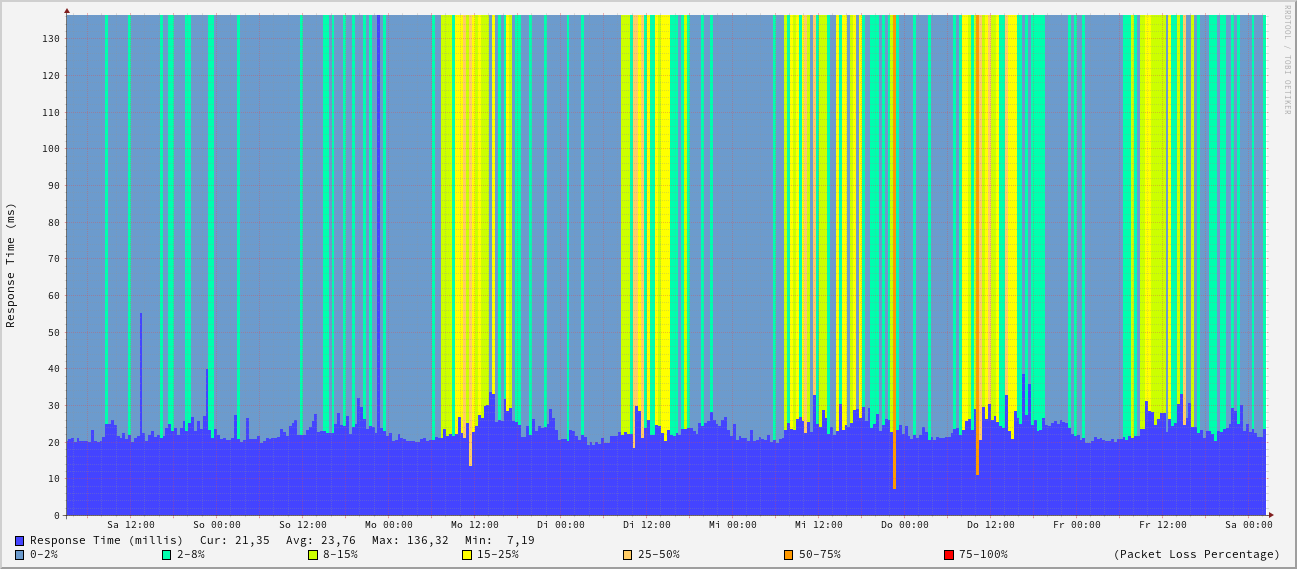 RRDTOOL / TOBI OETIKER
Response Time (ms)
130
120
110
100
90
80
70
60
50
40
30
20
10
0
Sa 12:00 So 00:00 So 12:00 Mo 00:00 Mo 12:00 Di 00:00 Di 12:00 Mi 00:00 Mi 12:00 Do 00:00 Do 12:00 Fr 00:00 Fr 12:00 Sa 00:00
Response Time (millis) Cur: 21,35 Avg: 23,76 Max: 136,32 Min: 7,19
0-2% 2-8% 8-15% 15-25% 25-50% 50-75% 75-100% (Packet Loss Percentage)